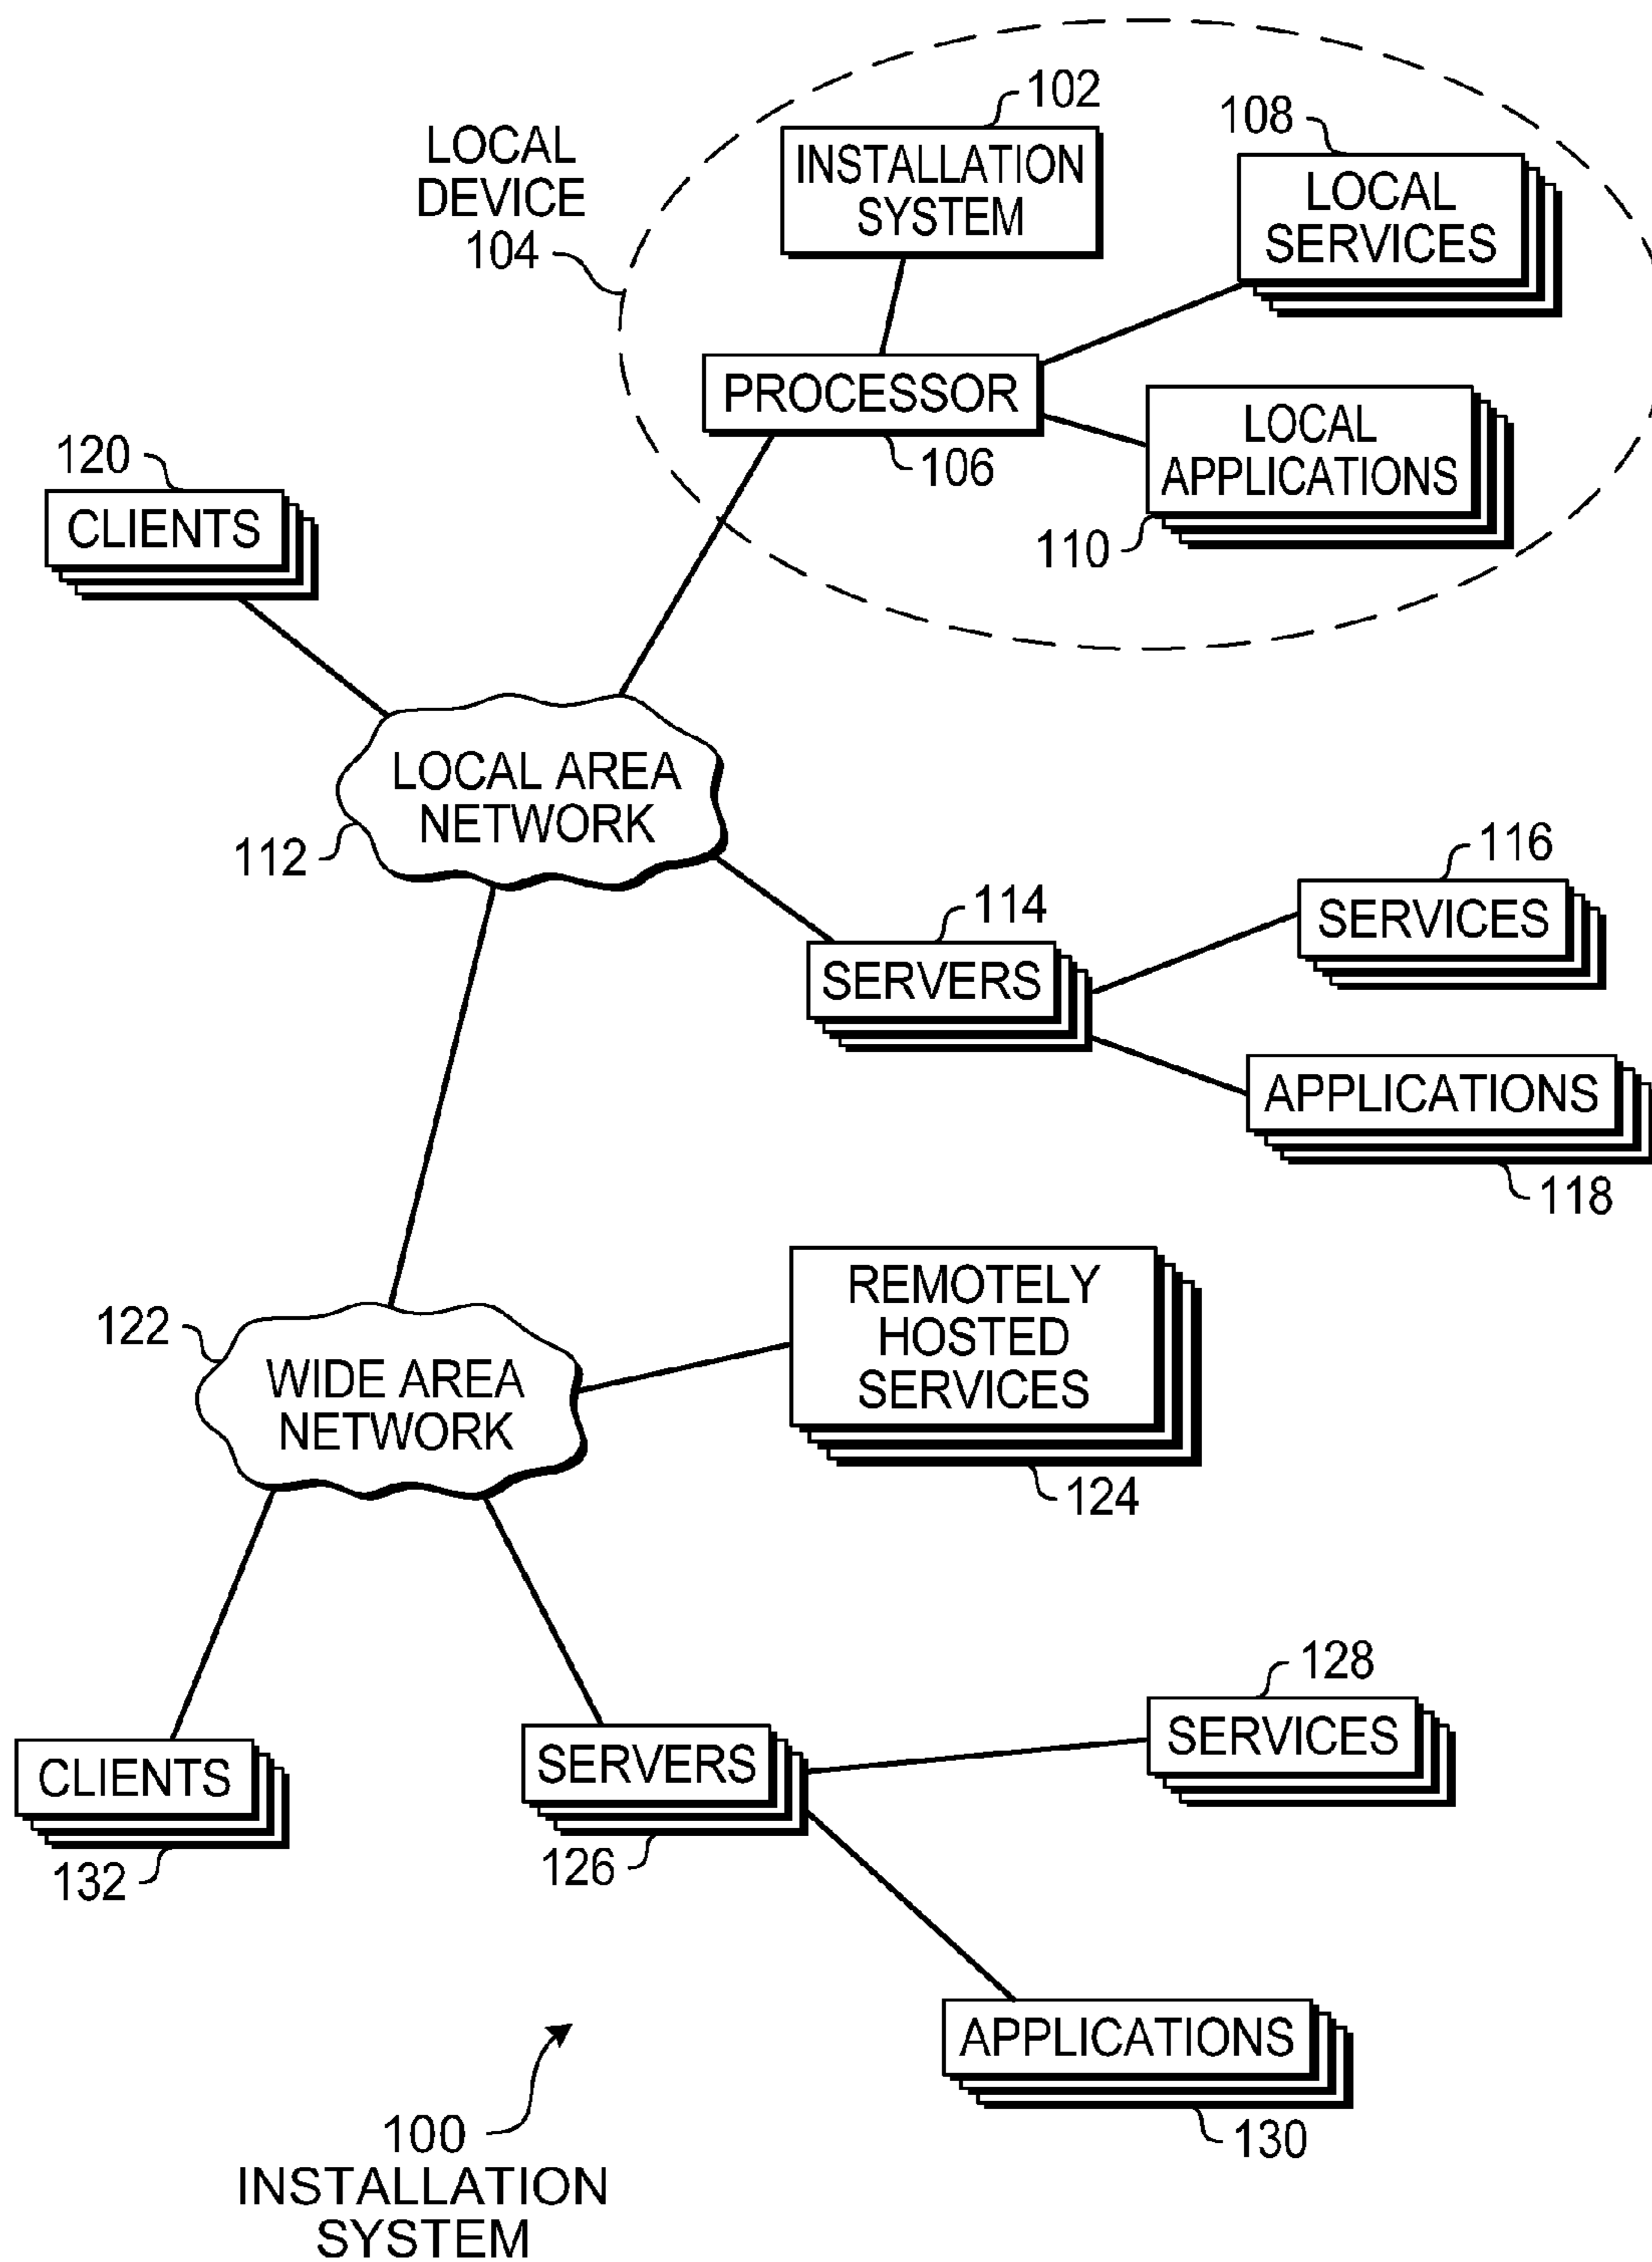 102
INSTALLATION
SYSTEM
108
LOCAL
SERVICES
LOCAL
DEVICE
104
PROCESSOR
106
LOCAL
APPLICATIONS
110
120
CLIENTS
LOCAL AREA
NETWORK
112
114
SERVERS
116
SERVICES
APPLICATIONS
118
122
WIDE AREA
NETWORK
REMOTELY
HOSTED
SERVICES
124
CLIENTS
132
SERVERS
126
128
SERVICES
APPLICATIONS
130
100
INSTALLATION
SYSTEM